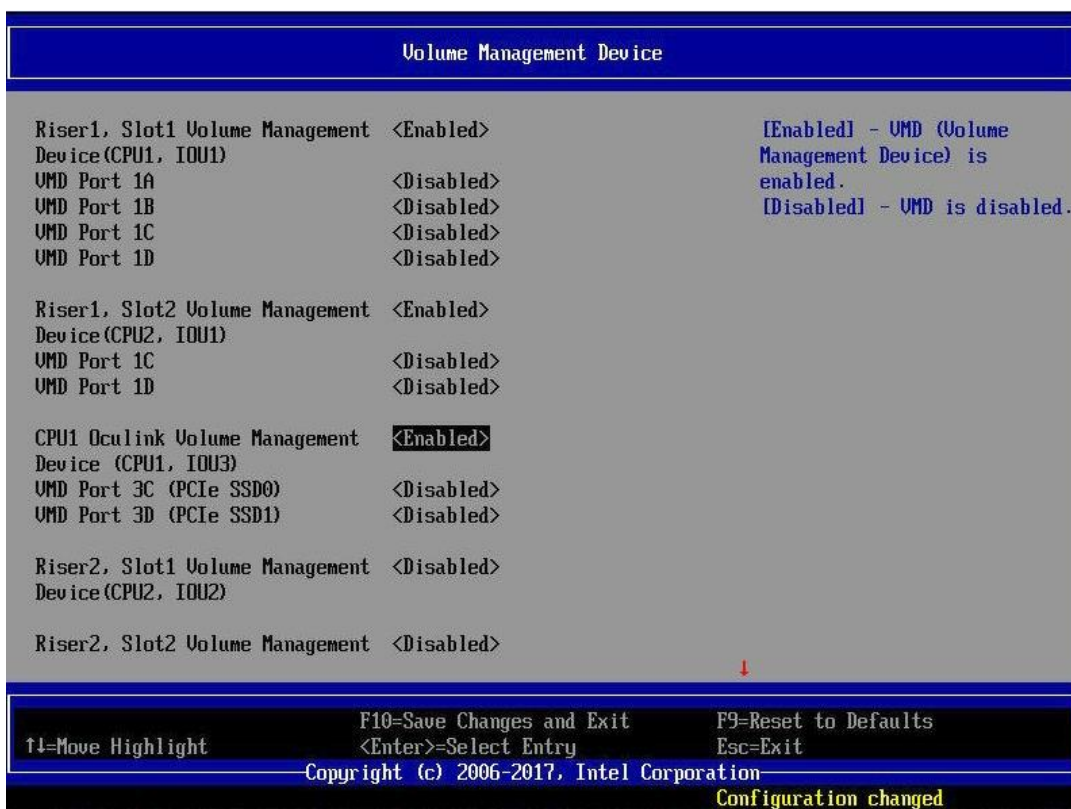 Volume Management Device
Riser1, Slot1 Volume Management <Enabled>
Device(CPU1, IOU1)
VMD Port 1A <Disabled>
VMD Port 1B <Disabled>
VMD Port 1C <Disabled>
VMD Port 1D <Disabled>
Riser1, Slot2 Volume Management <Enabled>
Device(CPU2, IOU1)
VMD Port 1C <Disabled>
VMD Port 1D <Disabled>
CPU1 Oculink Volume Management <Enabled>
Device (CPU1, IOU3)
VMD Port 3C (PCIe SSD0) <Disabled>
VMD Port 3D (PCIe SSD1) <Disabled>
Riser2, Slot1 Volume Management <Disabled>
Device(CPU2, IOU2)
Riser2, Slot2 Volume Management <Disabled>
[Enabled] - VMD (Volume
Management Device) is
enabled.
[Disabled] - VMD is disabled.
↓
F10=Save Changes and Exit F9=Reset to Defaults
↑↓=Move Highlight <Enter>=Select Entry Esc=Exit
Copyright (c) 2006-2017, Intel Corporation
Configuration changed